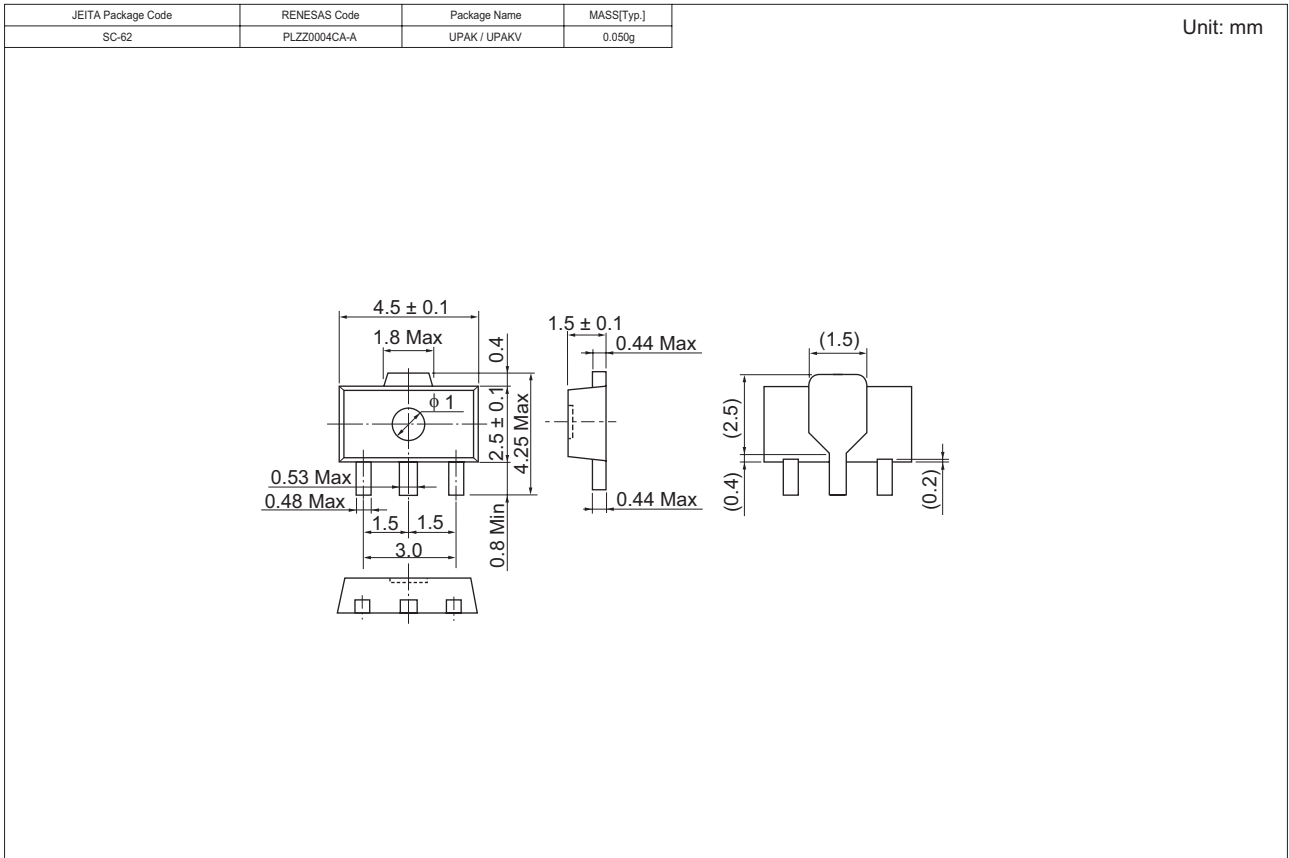 JEITA Package Code RENESAS Code Package Name MASS[Typ.]
SC-62 PLZZ0004CA-A UPAK / UPAKV 0.050g
Unit: mm
4.5 ± 0.1
1.8 Max
0.4
φ 1
2.5 ± 0.1
4.25 Max
0.53 Max
0.48 Max
1.5 1.5
3.0
0.8 Min
1.5 ± 0.1
0.44 Max
0.44 Max
(1.5)
(2.5)
(0.4)
(0.2)